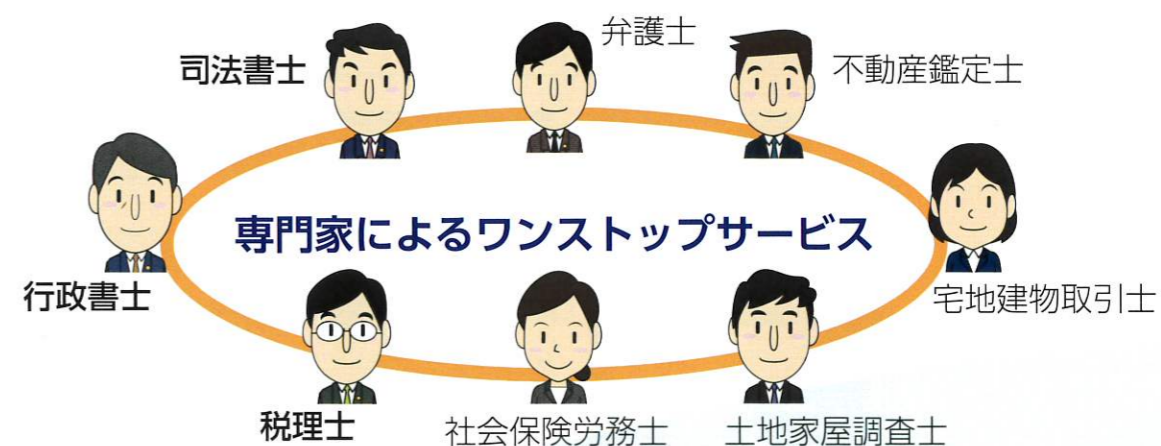 弁護士
司法書士
不動産鑑定士
専門家によるワンストップサービス
行政書士
宅地建物取引士
税理士
社会保険労務士
土地家屋調査士